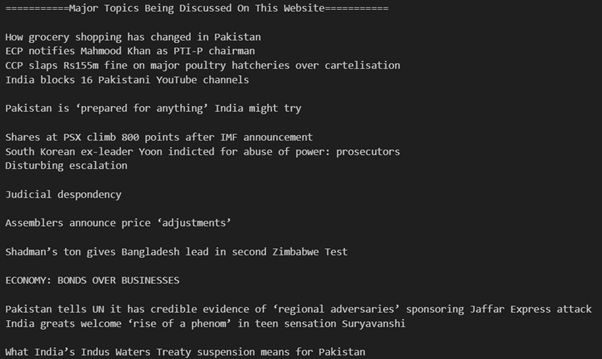 ===========Major Topics Being Discussed On This Website===========
How grocery shopping has changed in Pakistan
ECP notifies Mahmood Khan as PTI-P chairman
CCP slaps Rs155m fine on major poultry hatcheries over cartelisation
India blocks 16 Pakistani YouTube channels
Pakistan is ‘prepared for anything’ India might try
Shares at PSX climb 800 points after IMF announcement
South Korean ex-leader Yoon indicted for abuse of power: prosecutors
Disturbing escalation
Judicial despondency
Assemblers announce price ‘adjustments’
Shadman’s ton gives Bangladesh lead in second Zimbabwe Test
ECONOMY: BONDS OVER BUSINESSES
Pakistan tells UN it has credible evidence of ‘regional adversaries’ sponsoring Jaffar Express attack
India greats welcome ‘rise of a phenom’ in teen sensation Suryavanshi
What India’s Indus Waters Treaty suspension means for Pakistan